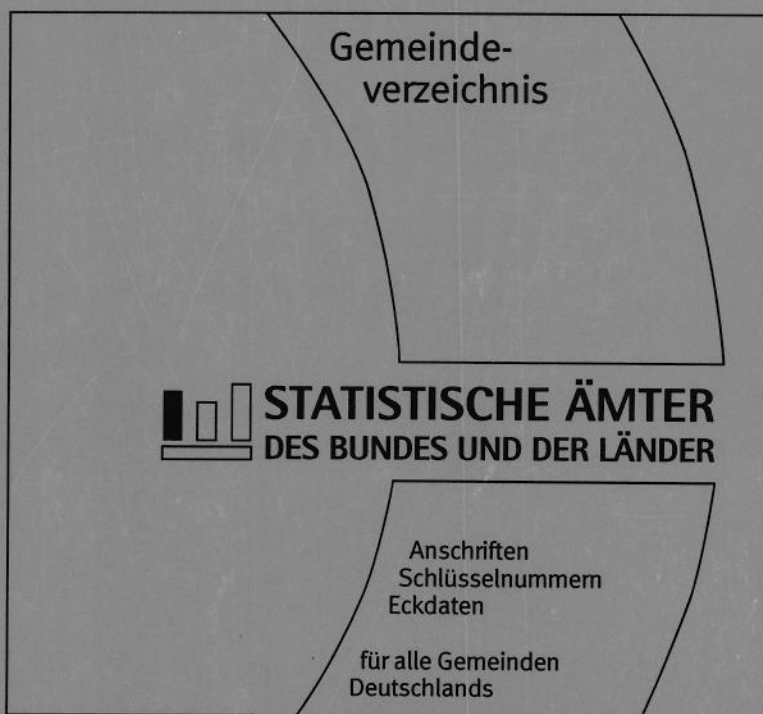 Gemeinde-
verzeichnis
STATISTISCHE ÄMTER
DES BUNDES UND DER LÄNDER
Anschriften
Schlüsselnummern
Eckdaten
für alle Gemeinden
Deutschlands